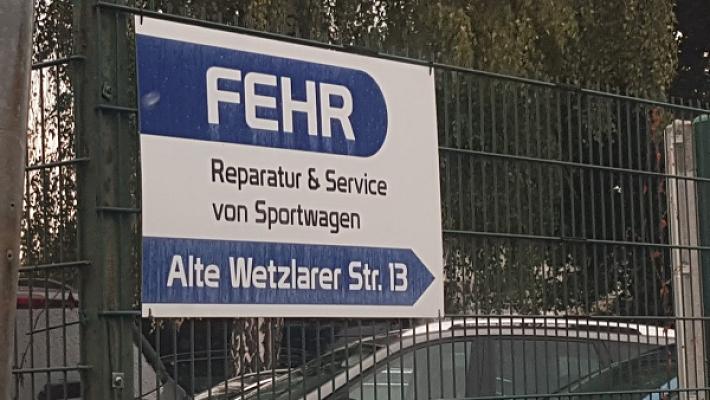 FEHR
Reparatur & Service
von Sportwagen
Alte Wetzlarer Str. 13